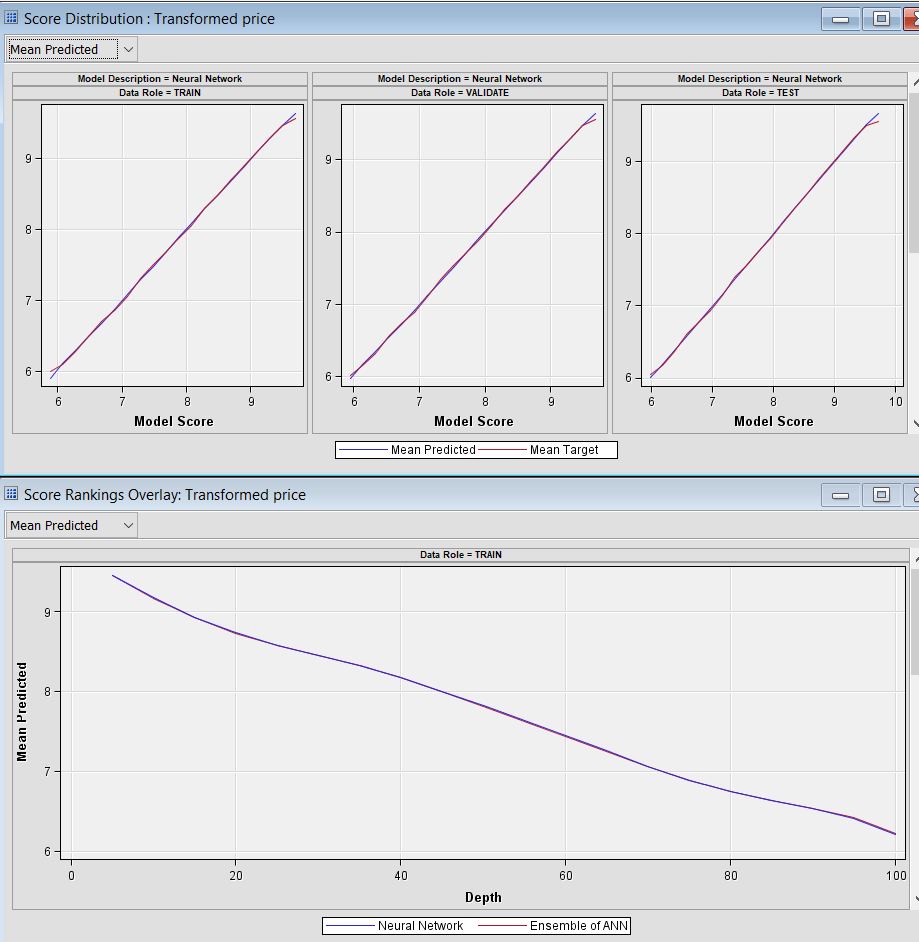 Score Distribution : Transformed price
Mean Predicted
Model Description = Neural Network
Data Role = TRAIN
9
8
7
6
6 7 8 9
Model Score
Model Description = Neural Network
Data Role = VALIDATE
9
8
7
6
6 7 8 9
Model Score
Model Description = Neural Network
Data Role = TEST
9
8
7
6
6 7 8 9 10
Model Score
Mean Predicted Mean Target
Score Rankings Overlay: Transformed price
Mean Predicted
Data Role = TRAIN
Mean Predicted
9
8
7
6
0 20 40 60 80 100
Depth
Neural Network Ensemble of ANN